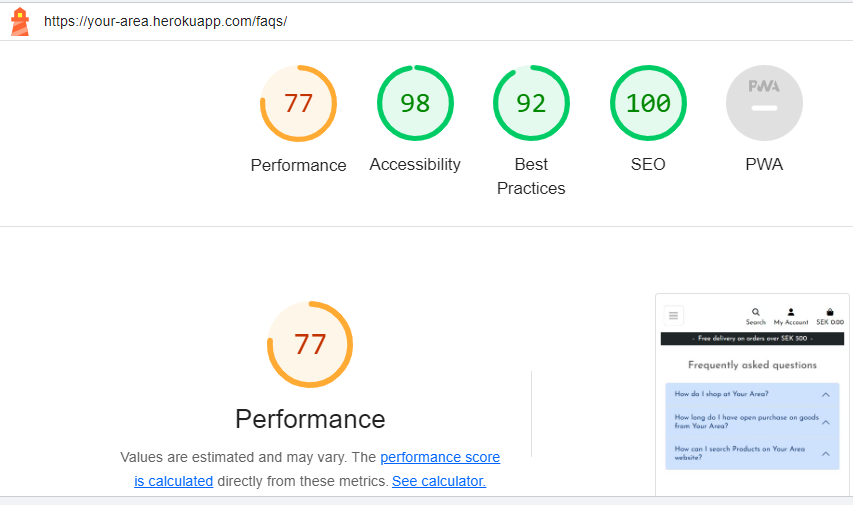 https://your-area.herokuapp.com/faqs/
77
98
92
100
PWA
Performance
Accessibility
Best
Practices
SEO
PWA
77
Performance
Values are estimated and may vary. The performance score
is calculated directly from these metrics. See calculator.
Search
My Account
SEK 0.00
- Free delivery on orders over SEK 300 -
Frequently asked questions
How do I shop at Your Area?
How long do I have open purchase on goods
from Your Area?
How can I search Products on Your Area
website?